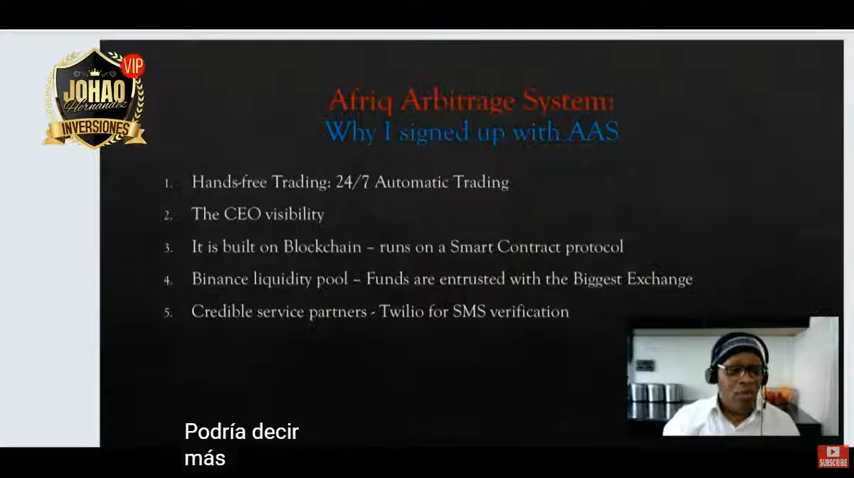 VIP
JOHAO
Hernandez
INVERSIONES
Afriq Arbitrage System:
Why I signed up with AAS
1. Hands-free Trading: 24/7 Automatic Trading
2. The CEO visibility
3. It is built on Blockchain – runs on a Smart Contract protocol
4. Binance liquidity pool – Funds are entrusted with the Biggest Exchange
5. Credible service partners - Twilio for SMS verification
Podría decir
más
SUBSCRIBE